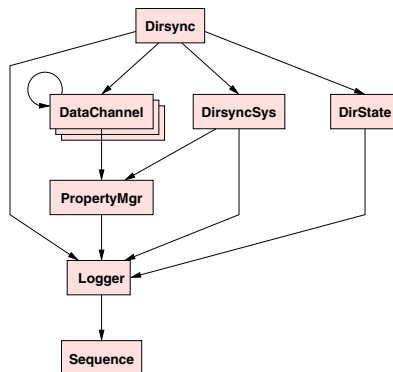 Dirsync
DataChannel
DirsyncSys
DirState
PropertyMgr
Logger
Sequence